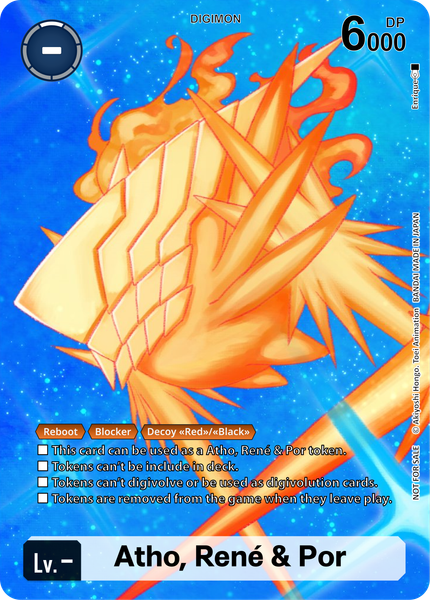 DIGIMON
-
6000
DP
Enrique
Reboot Blocker Decoy «Red»/«Black»
This card can be used as a Atho, René & Por token.
Tokens can't be include in deck.
Tokens can't digivolve or be used as digivolution cards.
Tokens are removed from the game when they leave play.
NOT FOR SALE © Akiyoshi Hongo. Toei Animation BANDAI MADE IN JAPAN
Lv.-
Atho, René & Por